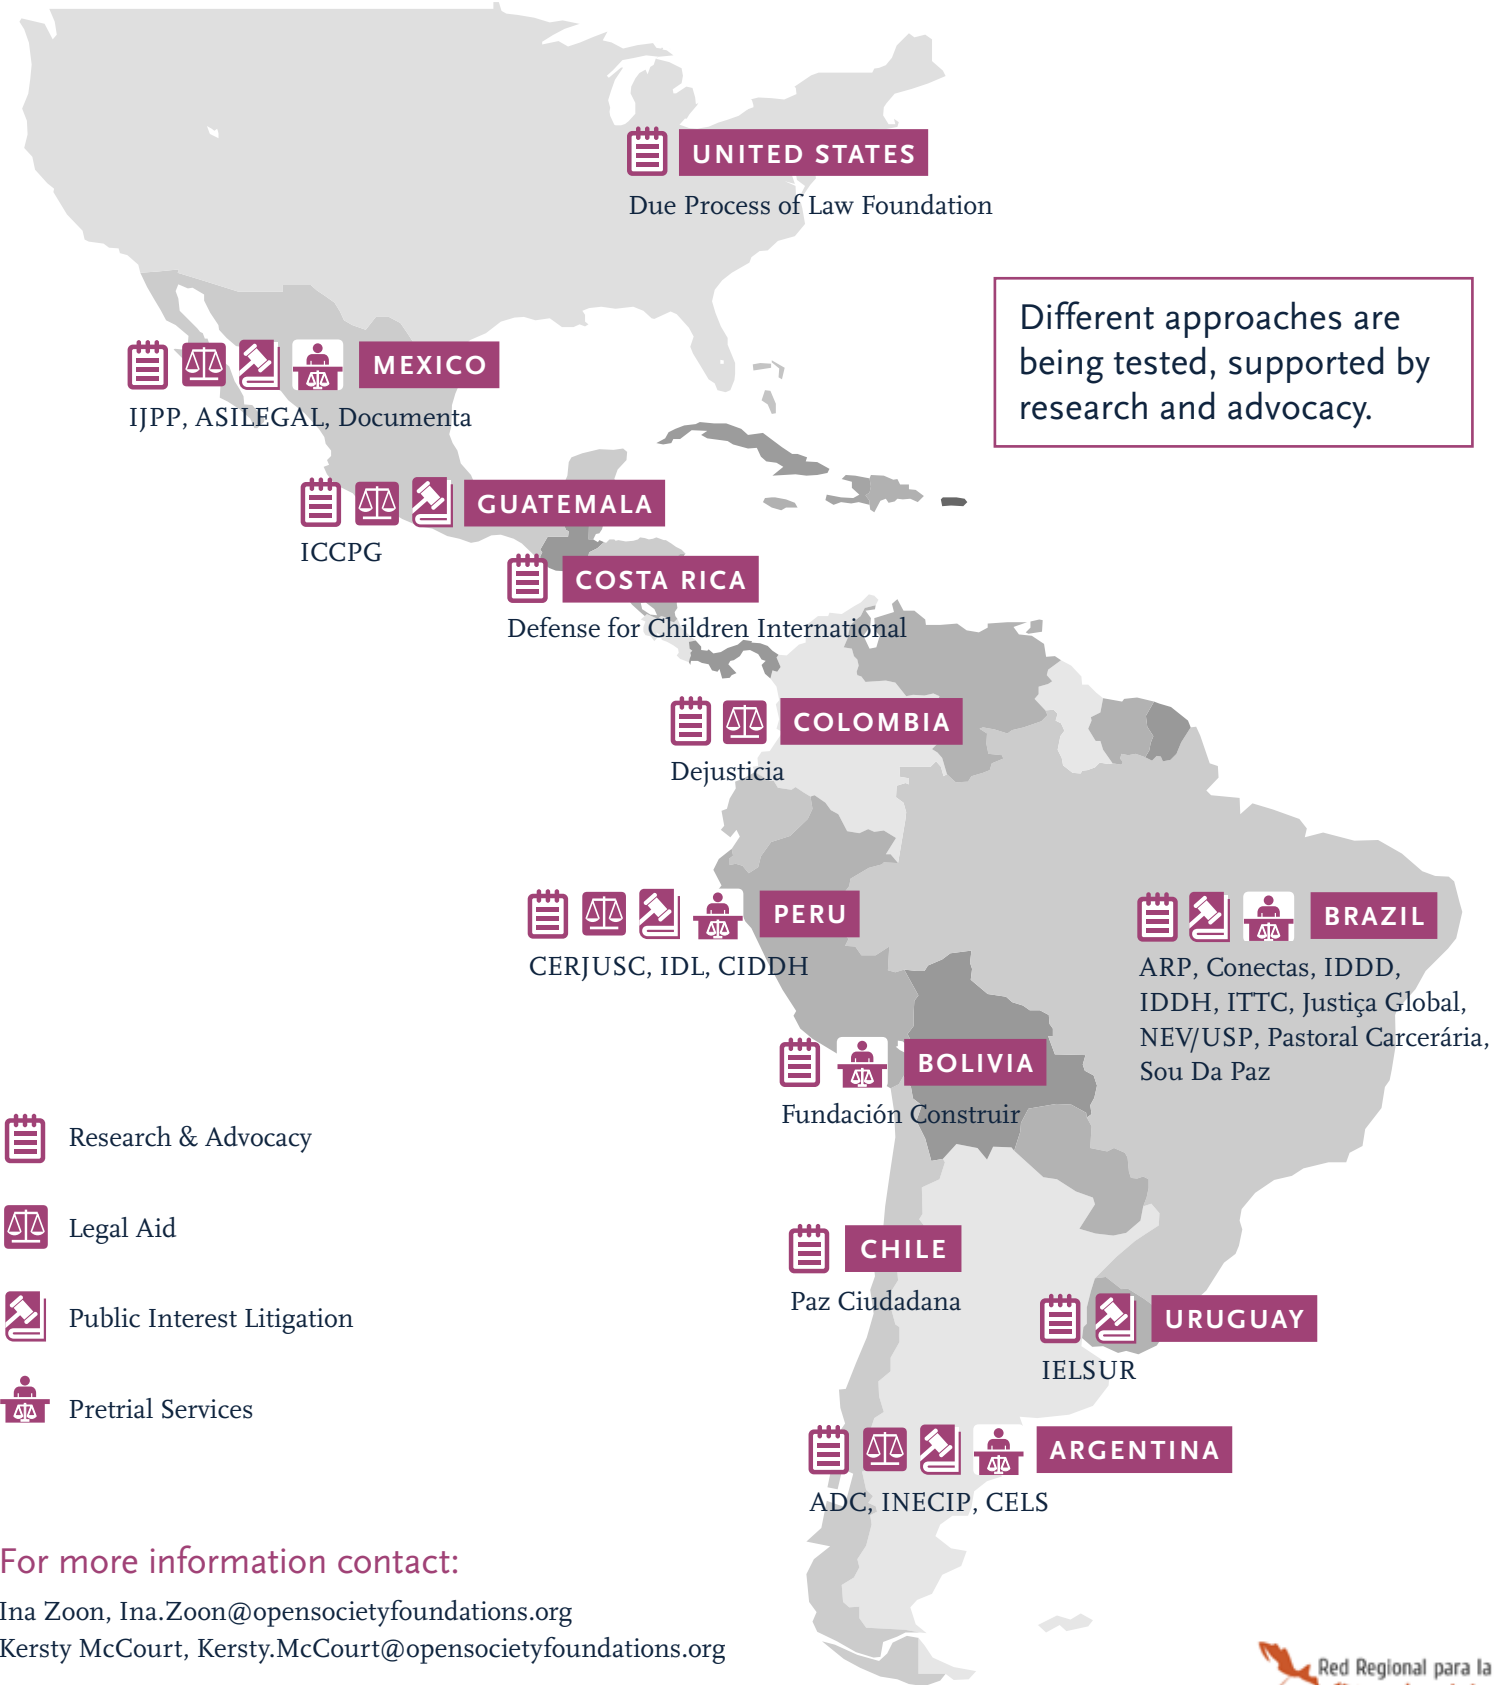 UNITED STATES
Due Process of Law Foundation
Different approaches are
being tested, supported by
research and advocacy.
MEXICO
IJPP, ASILEGAL, Documenta
GUATEMALA
ICCPG
COSTA RICA
Defense for Children International
COLOMBIA
Dejusticia
PERU
CERJUSC, IDL, CIDDH
BRAZIL
ARP, Conectas, IDDD,
IDDH, ITTC, Justiça Global,
NEV/USP, Pastoral Carcerária,
Sou Da Paz
BOLIVIA
Fundación Construir
Research & Advocacy
Legal Aid
Public Interest Litigation
Pretrial Services
CHILE
Paz Ciudadana
URUGUAY
IELSUR
ARGENTINA
ADC, INECIP, CELS
For more information contact:
Ina Zoon, Ina.Zoon@opensocietyfoundations.org
Kersty McCourt, Kersty.McCourt@opensocietyfoundations.org
Red Regional para la